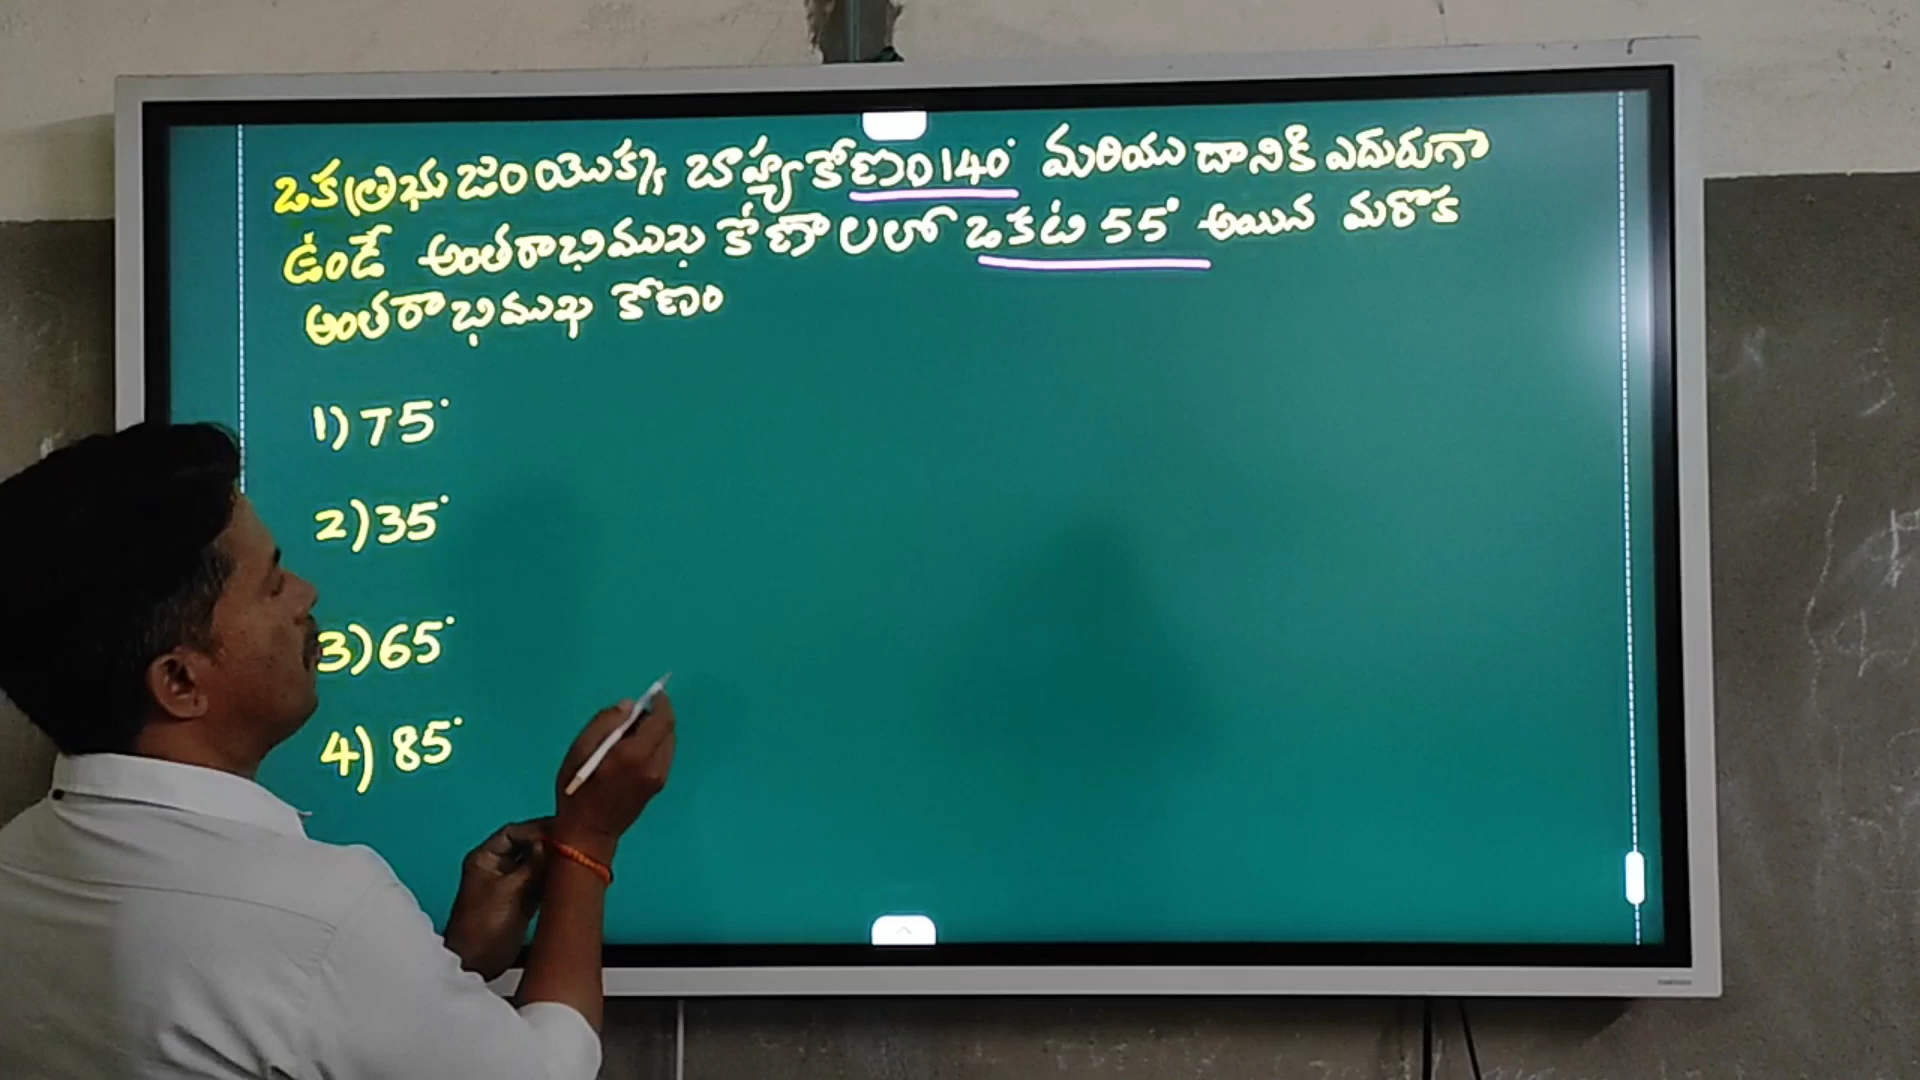 ఒక త్రిభుజం యొక్క బాహ్యకోణం 140° మరియు దానికి ఎదురుగా
ఉండే అంతరాభిముఖ కోణాలలో ఒకటి 55° అయిన మరొక
అంతరాభిముఖ కోణం
1) 75°
2) 35°
3) 65°
4) 85°